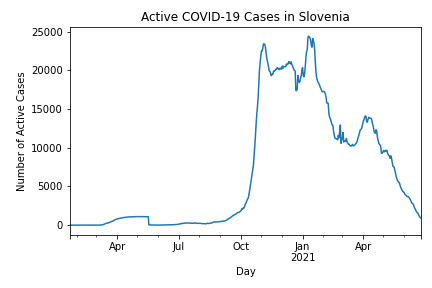 Active COVID-19 Cases in Slovenia
Number of Active Cases
25000
20000
15000
10000
5000
0
Apr
Jul
Oct
Jan
2021
Apr
Day